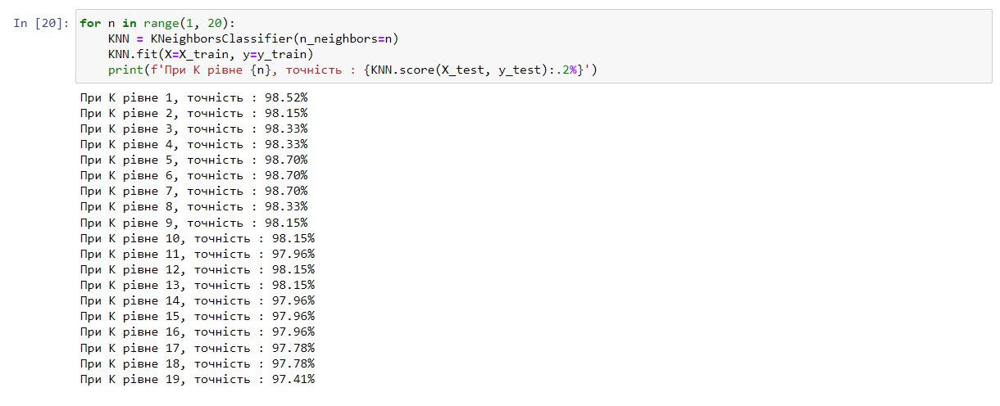 In [20]: for n in range(1, 20):
    KNN = KNeighborsClassifier(n_neighbors=n)
    KNN.fit(X=X_train, y=y_train)
    print(f'При К рівне {n}, точність : {KNN.score(X_test, y_test):.2%}')
При К рівне 1, точність : 98.52%
При К рівне 2, точність : 98.15%
При К рівне 3, точність : 98.33%
При К рівне 4, точність : 98.33%
При К рівне 5, точність : 98.70%
При К рівне 6, точність : 98.70%
При К рівне 7, точність : 98.70%
При К рівне 8, точність : 98.33%
При К рівне 9, точність : 98.15%
При К рівне 10, точність : 98.15%
При К рівне 11, точність : 97.96%
При К рівне 12, точність : 98.15%
При К рівне 13, точність : 98.15%
При К рівне 14, точність : 97.96%
При К рівне 15, точність : 97.96%
При К рівне 16, точність : 97.96%
При К рівне 17, точність : 97.78%
При К рівне 18, точність : 97.78%
При К рівне 19, точність : 97.41%